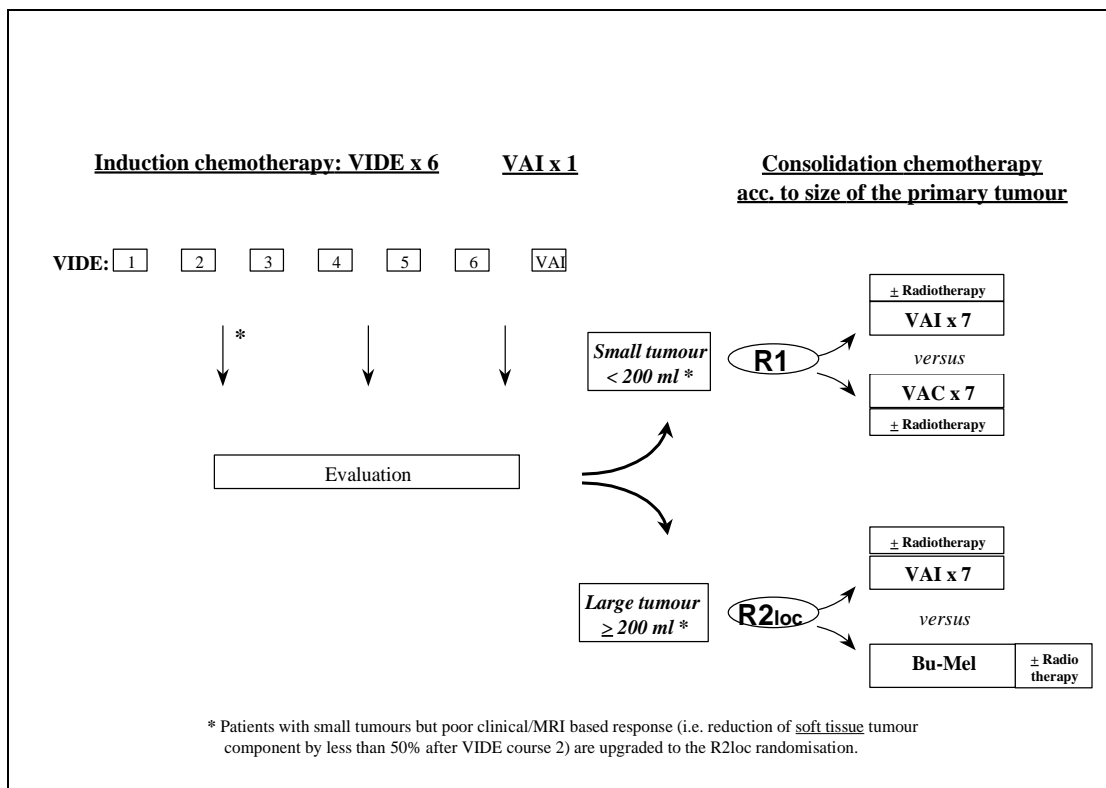 Induction chemotherapy: VIDE x 6 VAI x 1
Consolidation chemotherapy
acc. to size of the primary tumour
VIDE: 1 2 3 4 5 6 VAI
*
± Radiotherapy
VAI x 7
Small tumour
< 200 ml *
R1
versus
VAC x 7
± Radiotherapy
Evaluation
± Radiotherapy
VAI x 7
Large tumour
≥ 200 ml *
R2loc
versus
Bu-Mel
± Radio
therapy
* Patients with small tumours but poor clinical/MRI based response (i.e. reduction of soft tissue tumour
component by less than 50% after VIDE course 2) are upgraded to the R2loc randomisation.